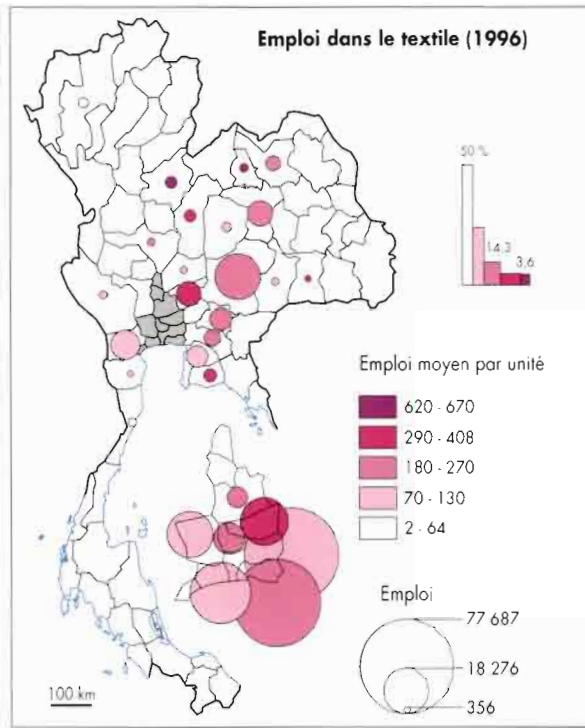 Emploi dans le textile (1996)
50 %
14,3
3,6
Emploi moyen par unité
620 - 670
290 - 408
180 - 270
70 - 130
2 - 64
Emploi
77 687
18 276
356
100 km